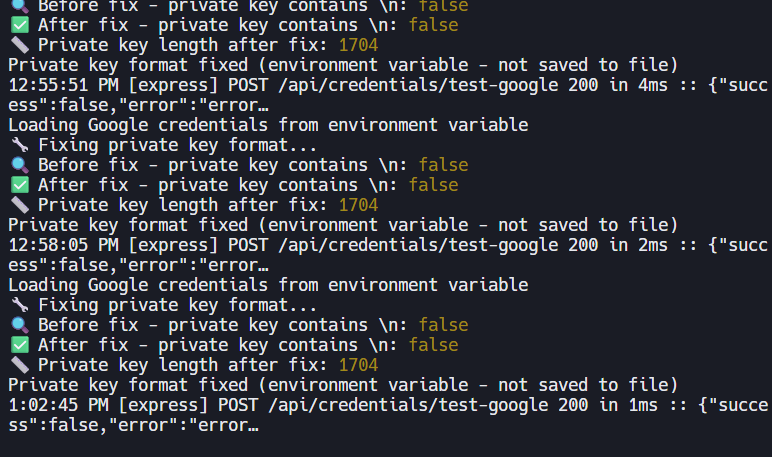 🔍 Before fix - private key contains \n: false
✅ After fix - private key contains \n: false
📏 Private key length after fix: 1704
Private key format fixed (environment variable - not saved to file)
12:55:51 PM [express] POST /api/credentials/test-google 200 in 4ms :: {"succ
ess":false,"error":"error…
Loading Google credentials from environment variable
🔧 Fixing private key format...
🔍 Before fix - private key contains \n: false
✅ After fix - private key contains \n: false
📏 Private key length after fix: 1704
Private key format fixed (environment variable - not saved to file)
12:58:05 PM [express] POST /api/credentials/test-google 200 in 2ms :: {"succ
ess":false,"error":"error…
Loading Google credentials from environment variable
🔧 Fixing private key format...
🔍 Before fix - private key contains \n: false
✅ After fix - private key contains \n: false
📏 Private key length after fix: 1704
Private key format fixed (environment variable - not saved to file)
1:02:45 PM [express] POST /api/credentials/test-google 200 in 1ms :: {"succe
ss":false,"error":"error…